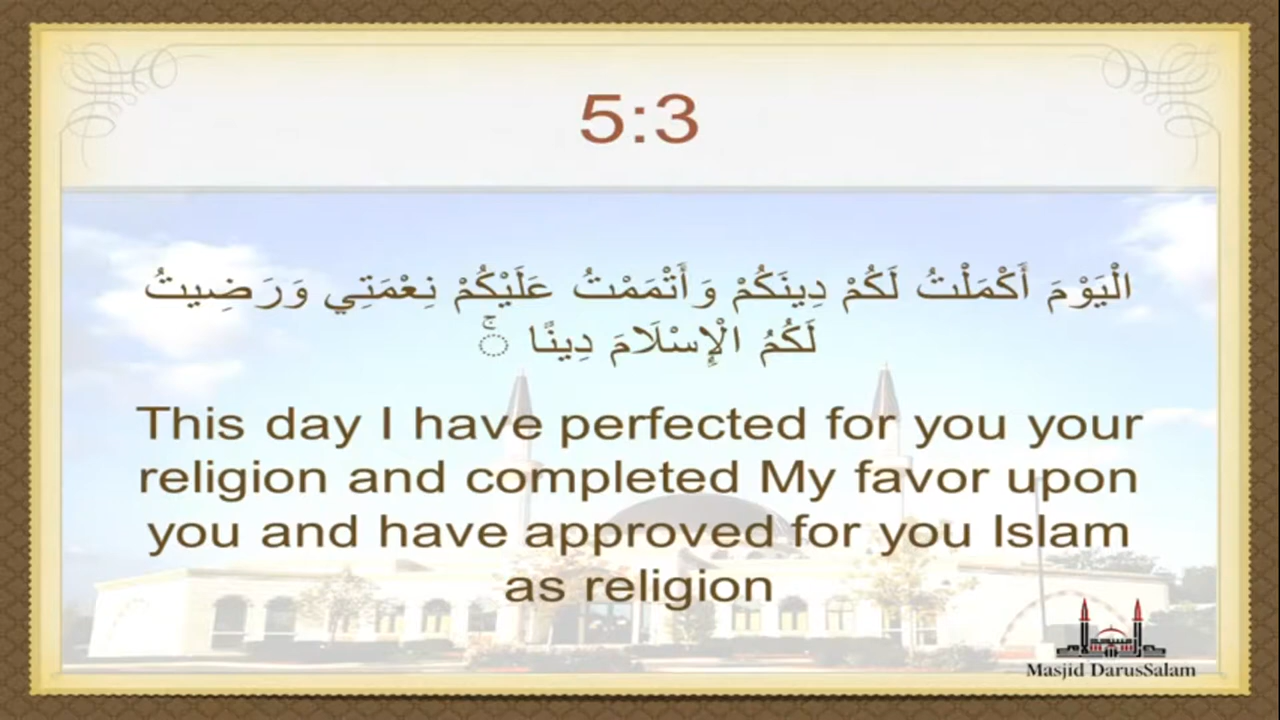 5:3
الْيَوْمَ أَكْمَلْتُ لَكُمْ دِينَكُمْ وَأَتْمَمْتُ عَلَيْكُمْ نِعْمَتِي وَرَضِيتُ
لَكُمُ الْإِسْلَامَ دِينًا ۚ
This day I have perfected for you your
religion and completed My favor upon
you and have approved for you Islam
as religion
Masjid DarusSalam